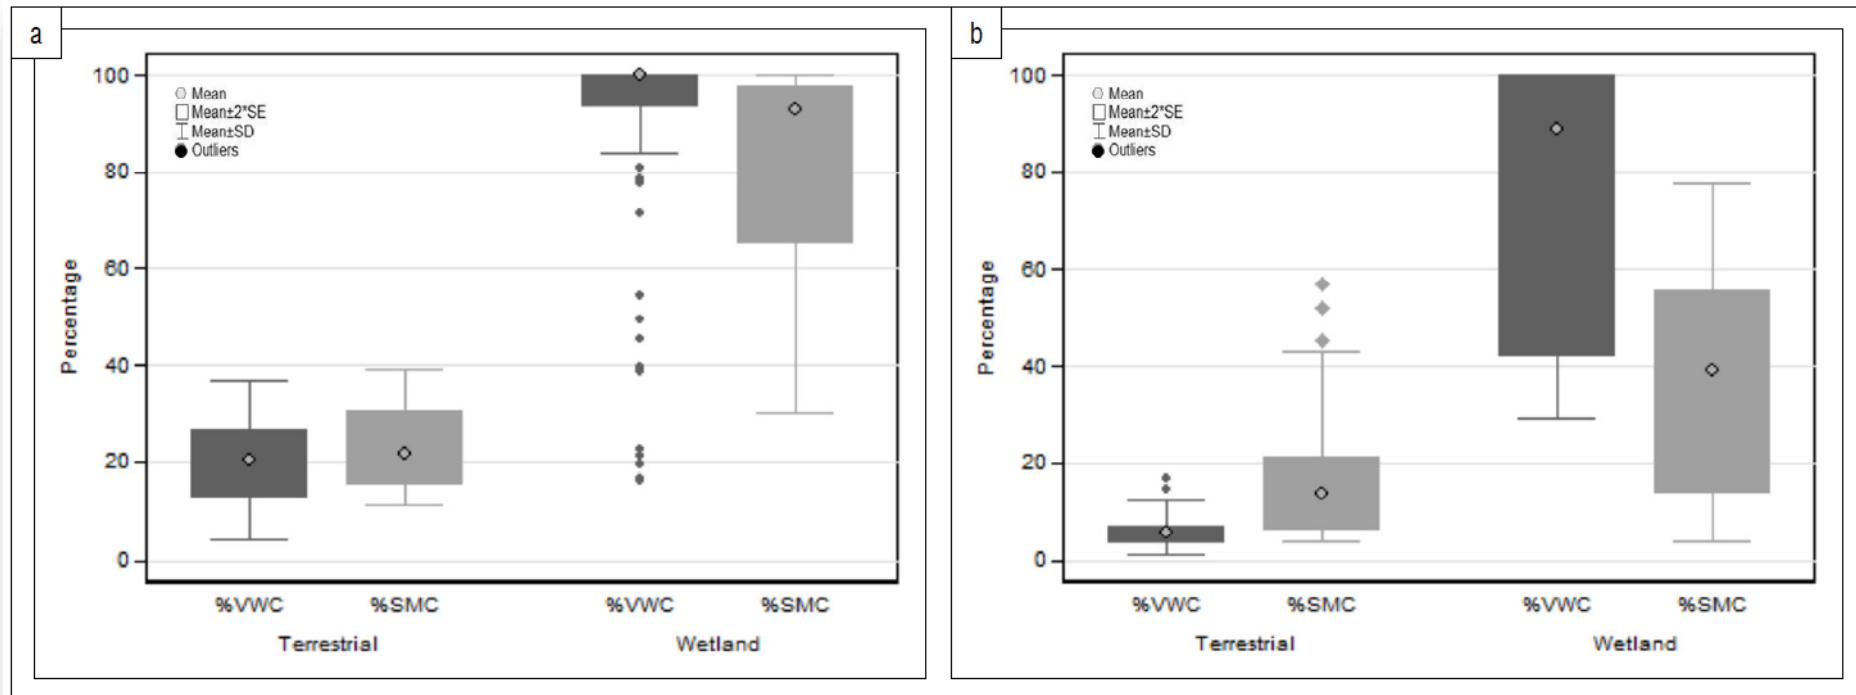 a
100
80
60
40
20
0
Percentage
Mean
Mean±2*SE
Mean±SD
Outliers
%VWC %SMC %VWC %SMC
Terrestrial Wetland
b
100
80
60
40
20
0
Percentage
Mean
Mean±2*SE
Mean±SD
Outliers
%VWC %SMC %VWC %SMC
Terrestrial Wetland